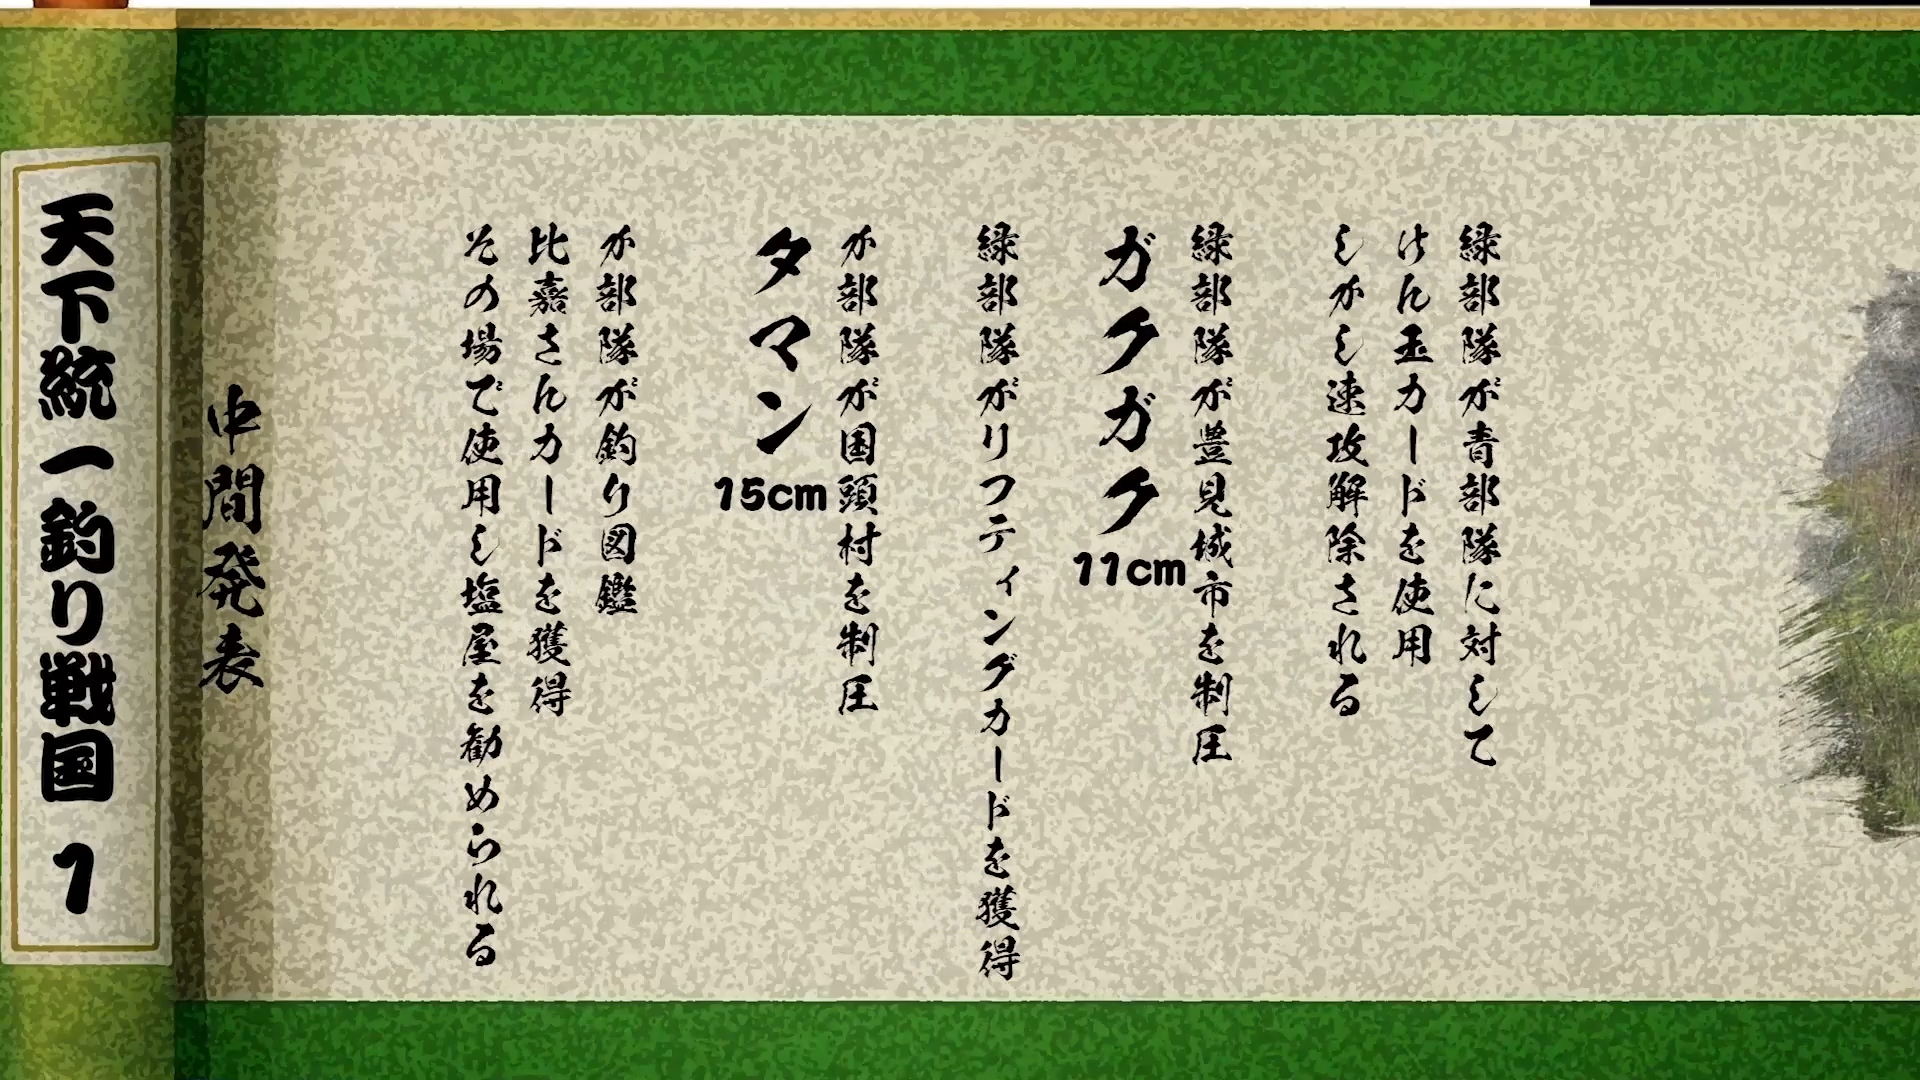 緑部隊が青部隊に対して
けん玉カードを使用
しかし速攻解除される
緑部隊が豊見城市を制圧
ガクガク 11cm
緑部隊がリフティングカードを獲得
か部隊が国頭村を制圧
タマン 15cm
か部隊が釣り図鑑
比嘉さんカードを獲得
その場で使用し塩屋を勧められる
中間発表
天下統一釣り戦国 1